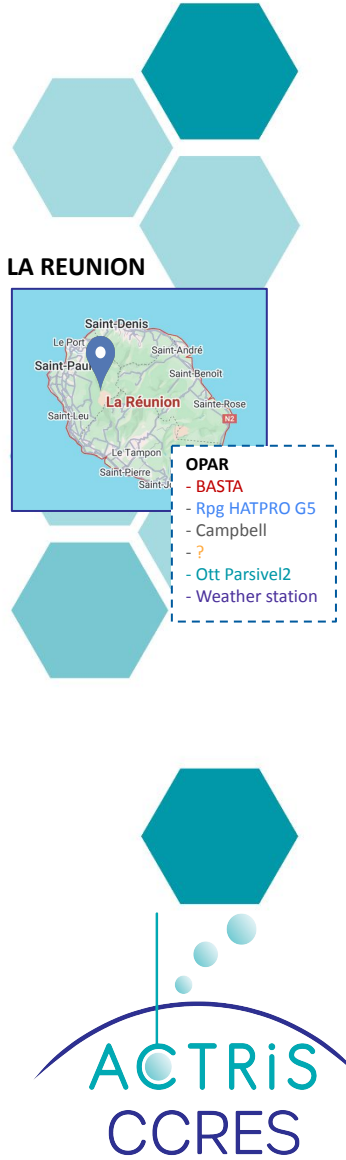 LA REUNION
Saint-Denis
Le Port
Saint-André
Saint-Paul
Saint-Benoît
La Réunion
Sainte-Rose
Saint-Leu
N2
Le Tampon
Saint-Pierre
OPAR
- BASTA
- Rpg HATPRO G5
- Campbell
- ?
- Ott Parsivel2
- Weather station
ACTRiS
CCRES